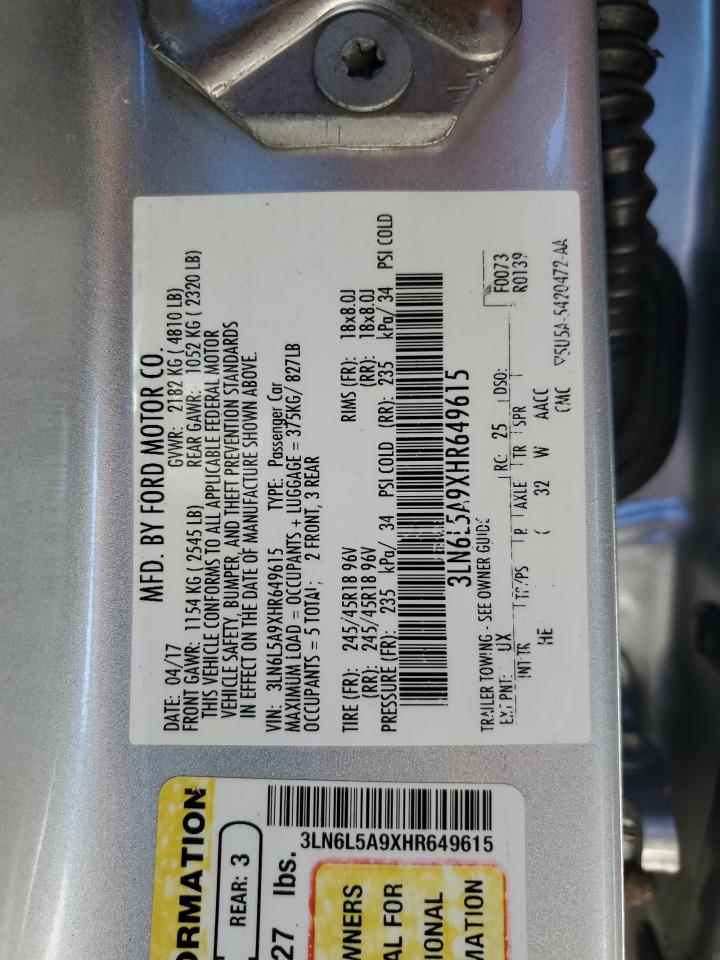 MFD. BY FORD MOTOR CO.
DATE: 04/17 GVWR: 2182 KG ( 4810 LB)
FRONT GAWR: 1154 KG (2545 LB) REAR GAWR: 1052 KG ( 2320 LB)
THIS VEHICLE CONFORMS TO ALL APPLICABLE FEDERAL MOTOR
VEHICLE SAFETY, BUMPER, AND THEFT PREVENTION STANDARDS
IN EFFECT ON THE DATE OF MANUFACTURE SHOWN ABOVE.
VIN: 3LN6L5A9XHR649615 TYPE: Passenger Car
MAXIMUM LOAD = OCCUPANTS + LUGGAGE = 375KG/ 827LB
OCCUPANTS = 5 TOTAL; 2 FRONT, 3 REAR
TIRE (FR): 245/45R18 96V RIMS (FR): 18x8.0J
(RR): 245/45R18 96V (RR): 18x8.0J
PRESSURE (FR): 235 kPa/ 34 PSI COLD (RR): 235 kPa/ 34 PSI COLD
3LN6L5A9XHR649615
TRAILER TOWING - SEE OWNER GUIDE
EXT PNT: UX RC: 25 DSO: F0073
R0139
INT TR TP/PS R AXLE TR SPR
HE 32 W AACC
CMC 5U5A-5420472-AA
3LN6L5A9XHR649615
ORMATION
REAR: 3
27 lbs.
WNERS
AL FOR
IONAL
MATION